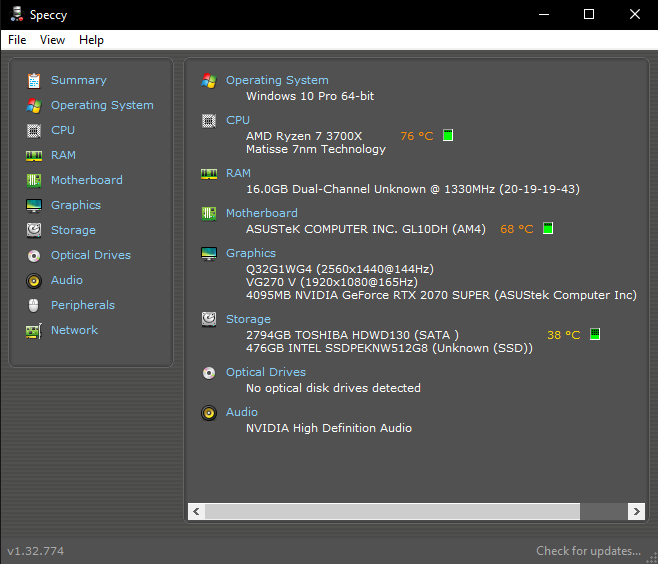 Speccy
File View Help
Summary
Operating System
CPU
RAM
Motherboard
Graphics
Storage
Optical Drives
Audio
Peripherals
Network
Operating System
Windows 10 Pro 64-bit
CPU
AMD Ryzen 7 3700X 76 °C
Matisse 7nm Technology
RAM
16.0GB Dual-Channel Unknown @ 1330MHz (20-19-19-43)
Motherboard
ASUSTeK COMPUTER INC. GL10DH (AM4) 68 °C
Graphics
Q32G1WG4 (2560x1440@144Hz)
VG270 V (1920x1080@165Hz)
4095MB NVIDIA GeForce RTX 2070 SUPER (ASUStek Computer Inc)
Storage
2794GB TOSHIBA HDWD130 (SATA ) 38 °C
476GB INTEL SSDPEKNW512G8 (Unknown (SSD))
Optical Drives
No optical disk drives detected
Audio
NVIDIA High Definition Audio
v1.32.774
Check for updates...